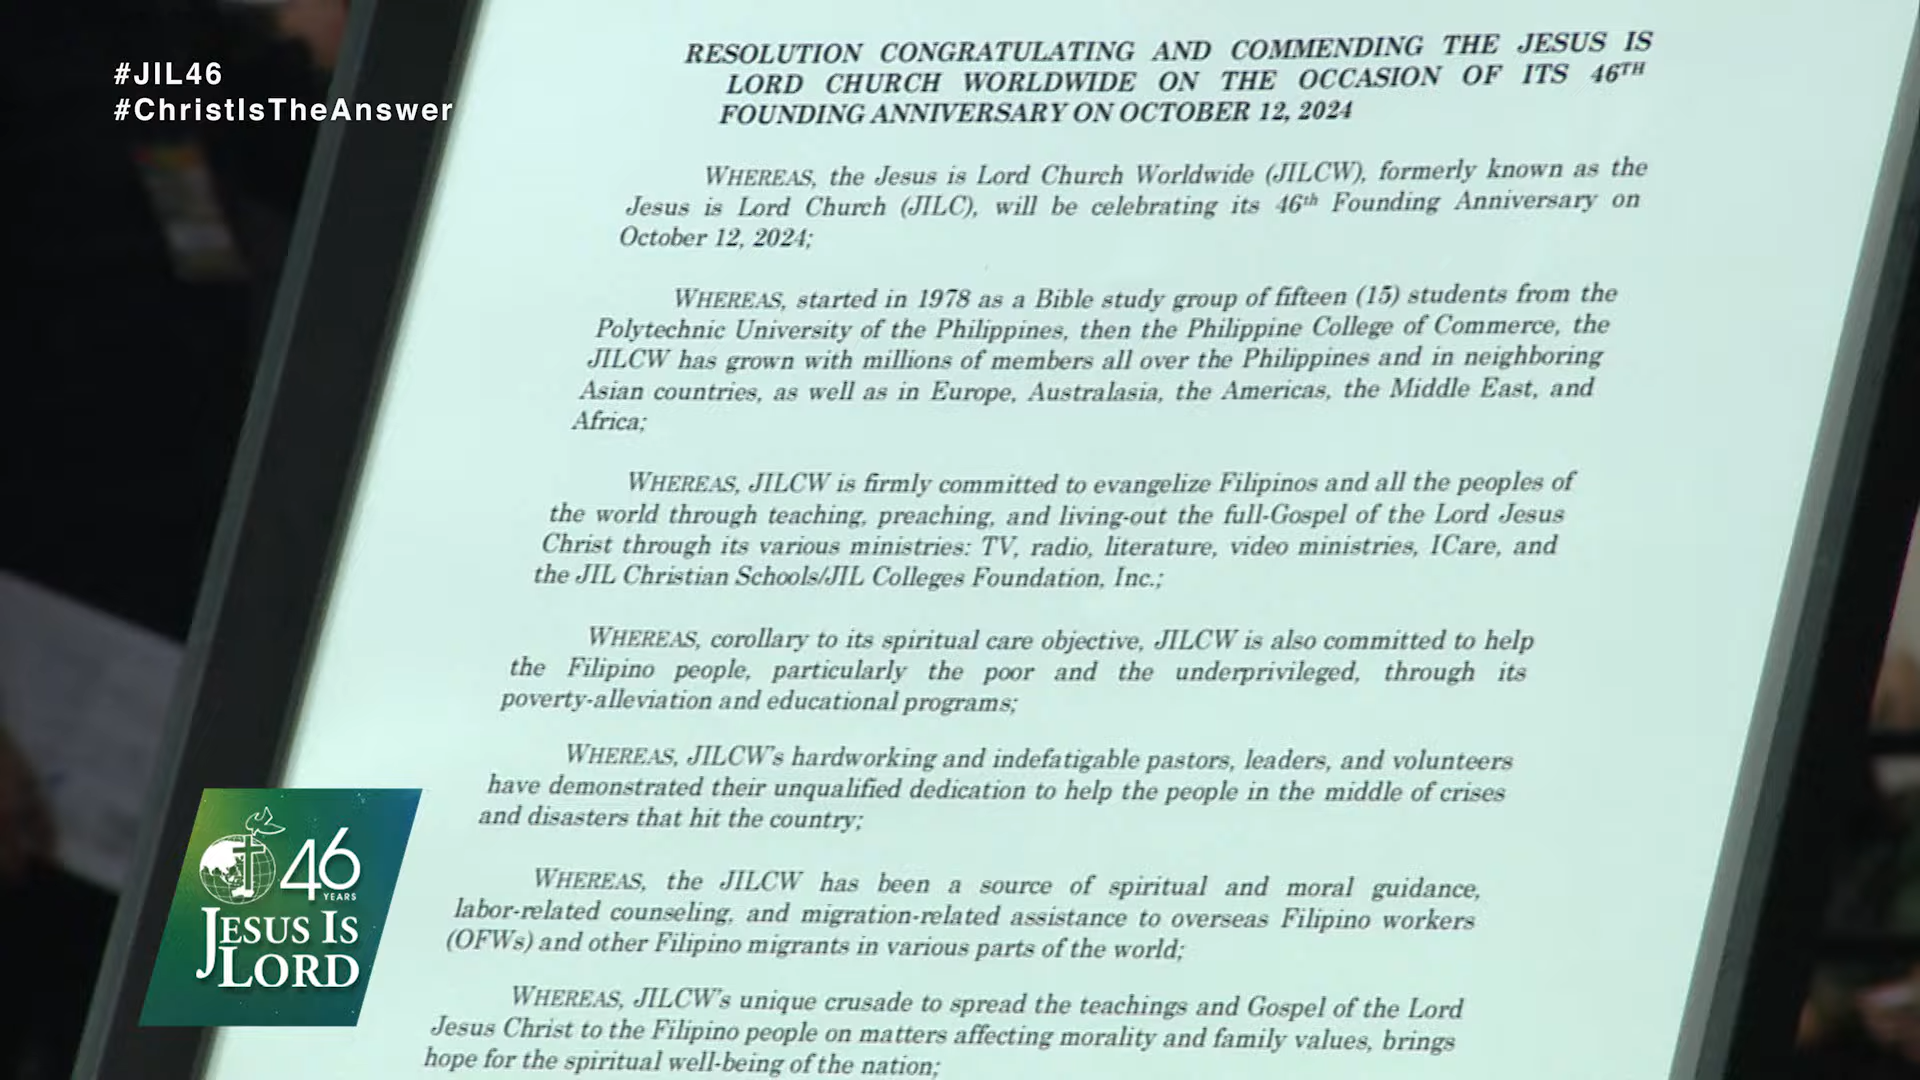 #JIL46
#ChristIsTheAnswer
RESOLUTION CONGRATULATING AND COMMENDING THE JESUS IS
LORD CHURCH WORLDWIDE ON THE OCCASION OF ITS 46TH
FOUNDING ANNIVERSARY ON OCTOBER 12, 2024
WHEREAS, the Jesus is Lord Church Worldwide (JILCW), formerly known as the
Jesus is Lord Church (JILC), will be celebrating its 46th Founding Anniversary on
October 12, 2024;
WHEREAS, started in 1978 as a Bible study group of fifteen (15) students from the
Polytechnic University of the Philippines, then the Philippine College of Commerce, the
JILCW has grown with millions of members all over the Philippines and in neighboring
Asian countries, as well as in Europe, Australasia, the Americas, the Middle East, and
Africa;
WHEREAS, JILCW is firmly committed to evangelize Filipinos and all the peoples of
the world through teaching, preaching, and living-out the full-Gospel of the Lord Jesus
Christ through its various ministries: TV, radio, literature, video ministries, ICare, and
the JIL Christian Schools/JIL Colleges Foundation, Inc.;
WHEREAS, corollary to its spiritual care objective, JILCW is also committed to help
the Filipino people, particularly the poor and the underprivileged, through its
poverty-alleviation and educational programs;
WHEREAS, JILCW's hardworking and indefatigable pastors, leaders, and volunteers
have demonstrated their unqualified dedication to help the people in the middle of crises
and disasters that hit the country;
WHEREAS, the JILCW has been a source of spiritual and moral guidance,
labor-related counseling, and migration-related assistance to overseas Filipino workers
(OFWs) and other Filipino migrants in various parts of the world;
WHEREAS, JILCW's unique crusade to spread the teachings and Gospel of the Lord
Jesus Christ to the Filipino people on matters affecting morality and family values, brings
hope for the spiritual well-being of the nation;
46
YEARS
JESUS IS
LORD